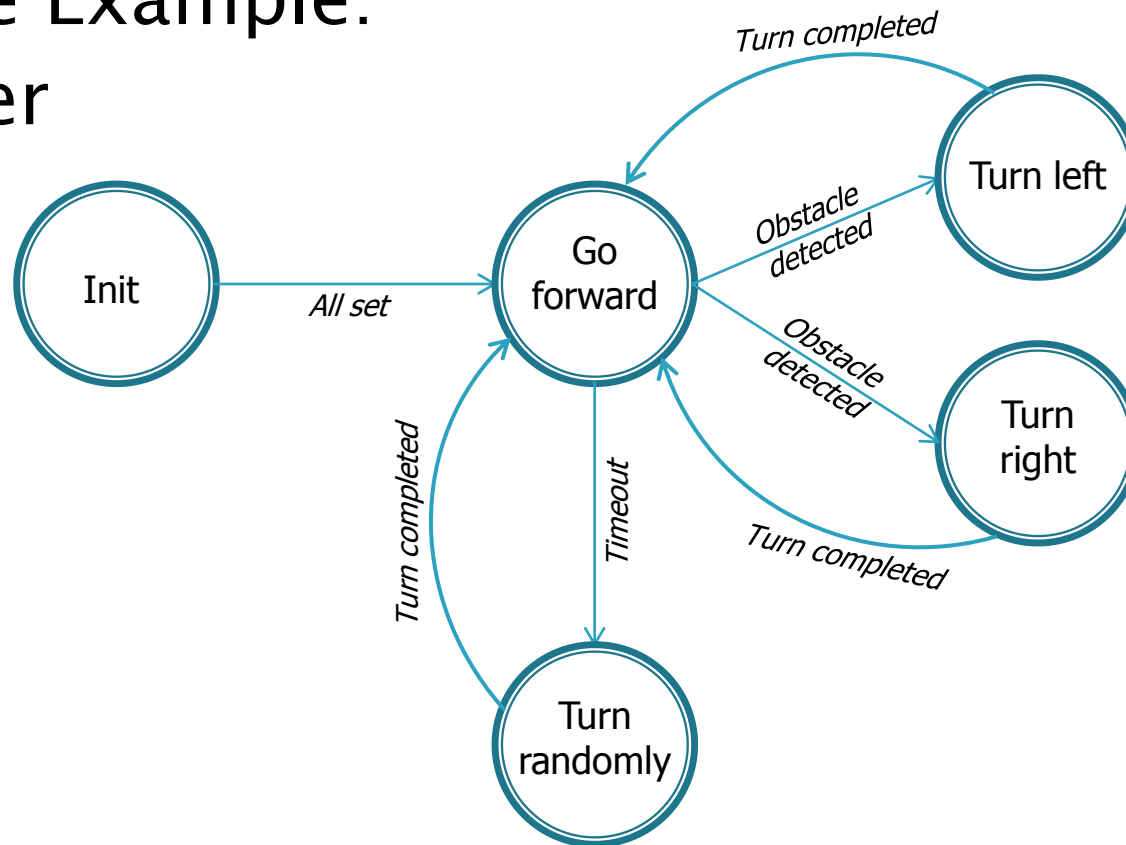 Example:
Turn completed
Turn left
Obstacle
detected
Go
forward
Init
All set
Obstacle
detected
Turn
right
Turn completed
Timeout
Turn completed
Turn
randomly